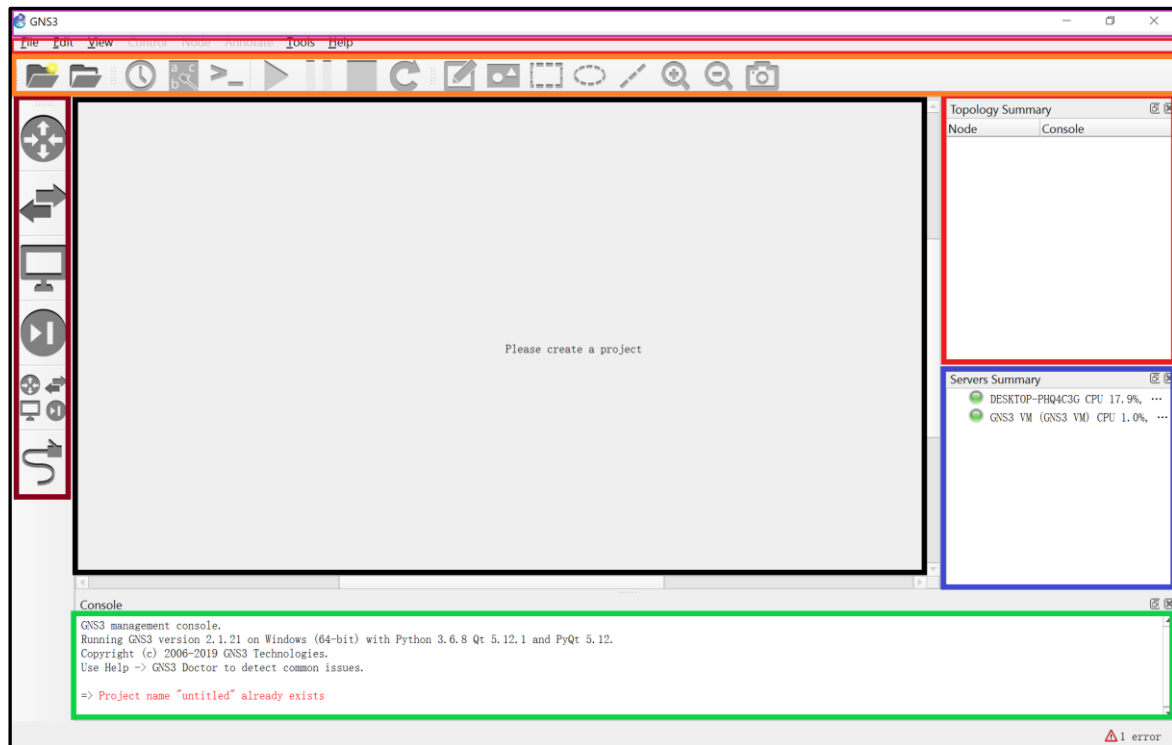 GNS3
File Edit View Control Node Annotate Tools Help
Topology Summary
Node Console
Please create a project
Servers Summary
DESKTOP-PHQ4C3G CPU 17.9%, ...
GNS3 VM (GNS3 VM) CPU 1.0%, ...
Console
GNS3 management console.
Running GNS3 version 2.1.21 on Windows (64-bit) with Python 3.6.8 Qt 5.12.1 and PyQt 5.12.
Copyright (c) 2006-2019 GNS3 Technologies.
Use Help -> GNS3 Doctor to detect common issues.
=> Project name "untitled" already exists
1 error